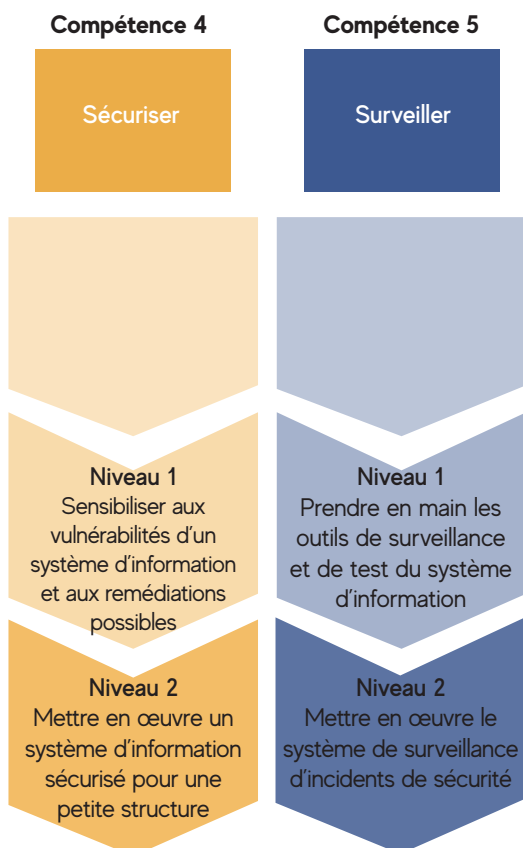 Compétence 4
Sécuriser
Niveau 1
Sensibiliser aux
vulnérabilités d'un
système d'information
et aux remédiations
possibles
Niveau 2
Mettre en œuvre un
système d'information
sécurisé pour une
petite structure
Compétence 5
Surveiller
Niveau 1
Prendre en main les
outils de surveillance
et de test du système
d'information
Niveau 2
Mettre en œuvre le
système de surveillance
d'incidents de sécurité